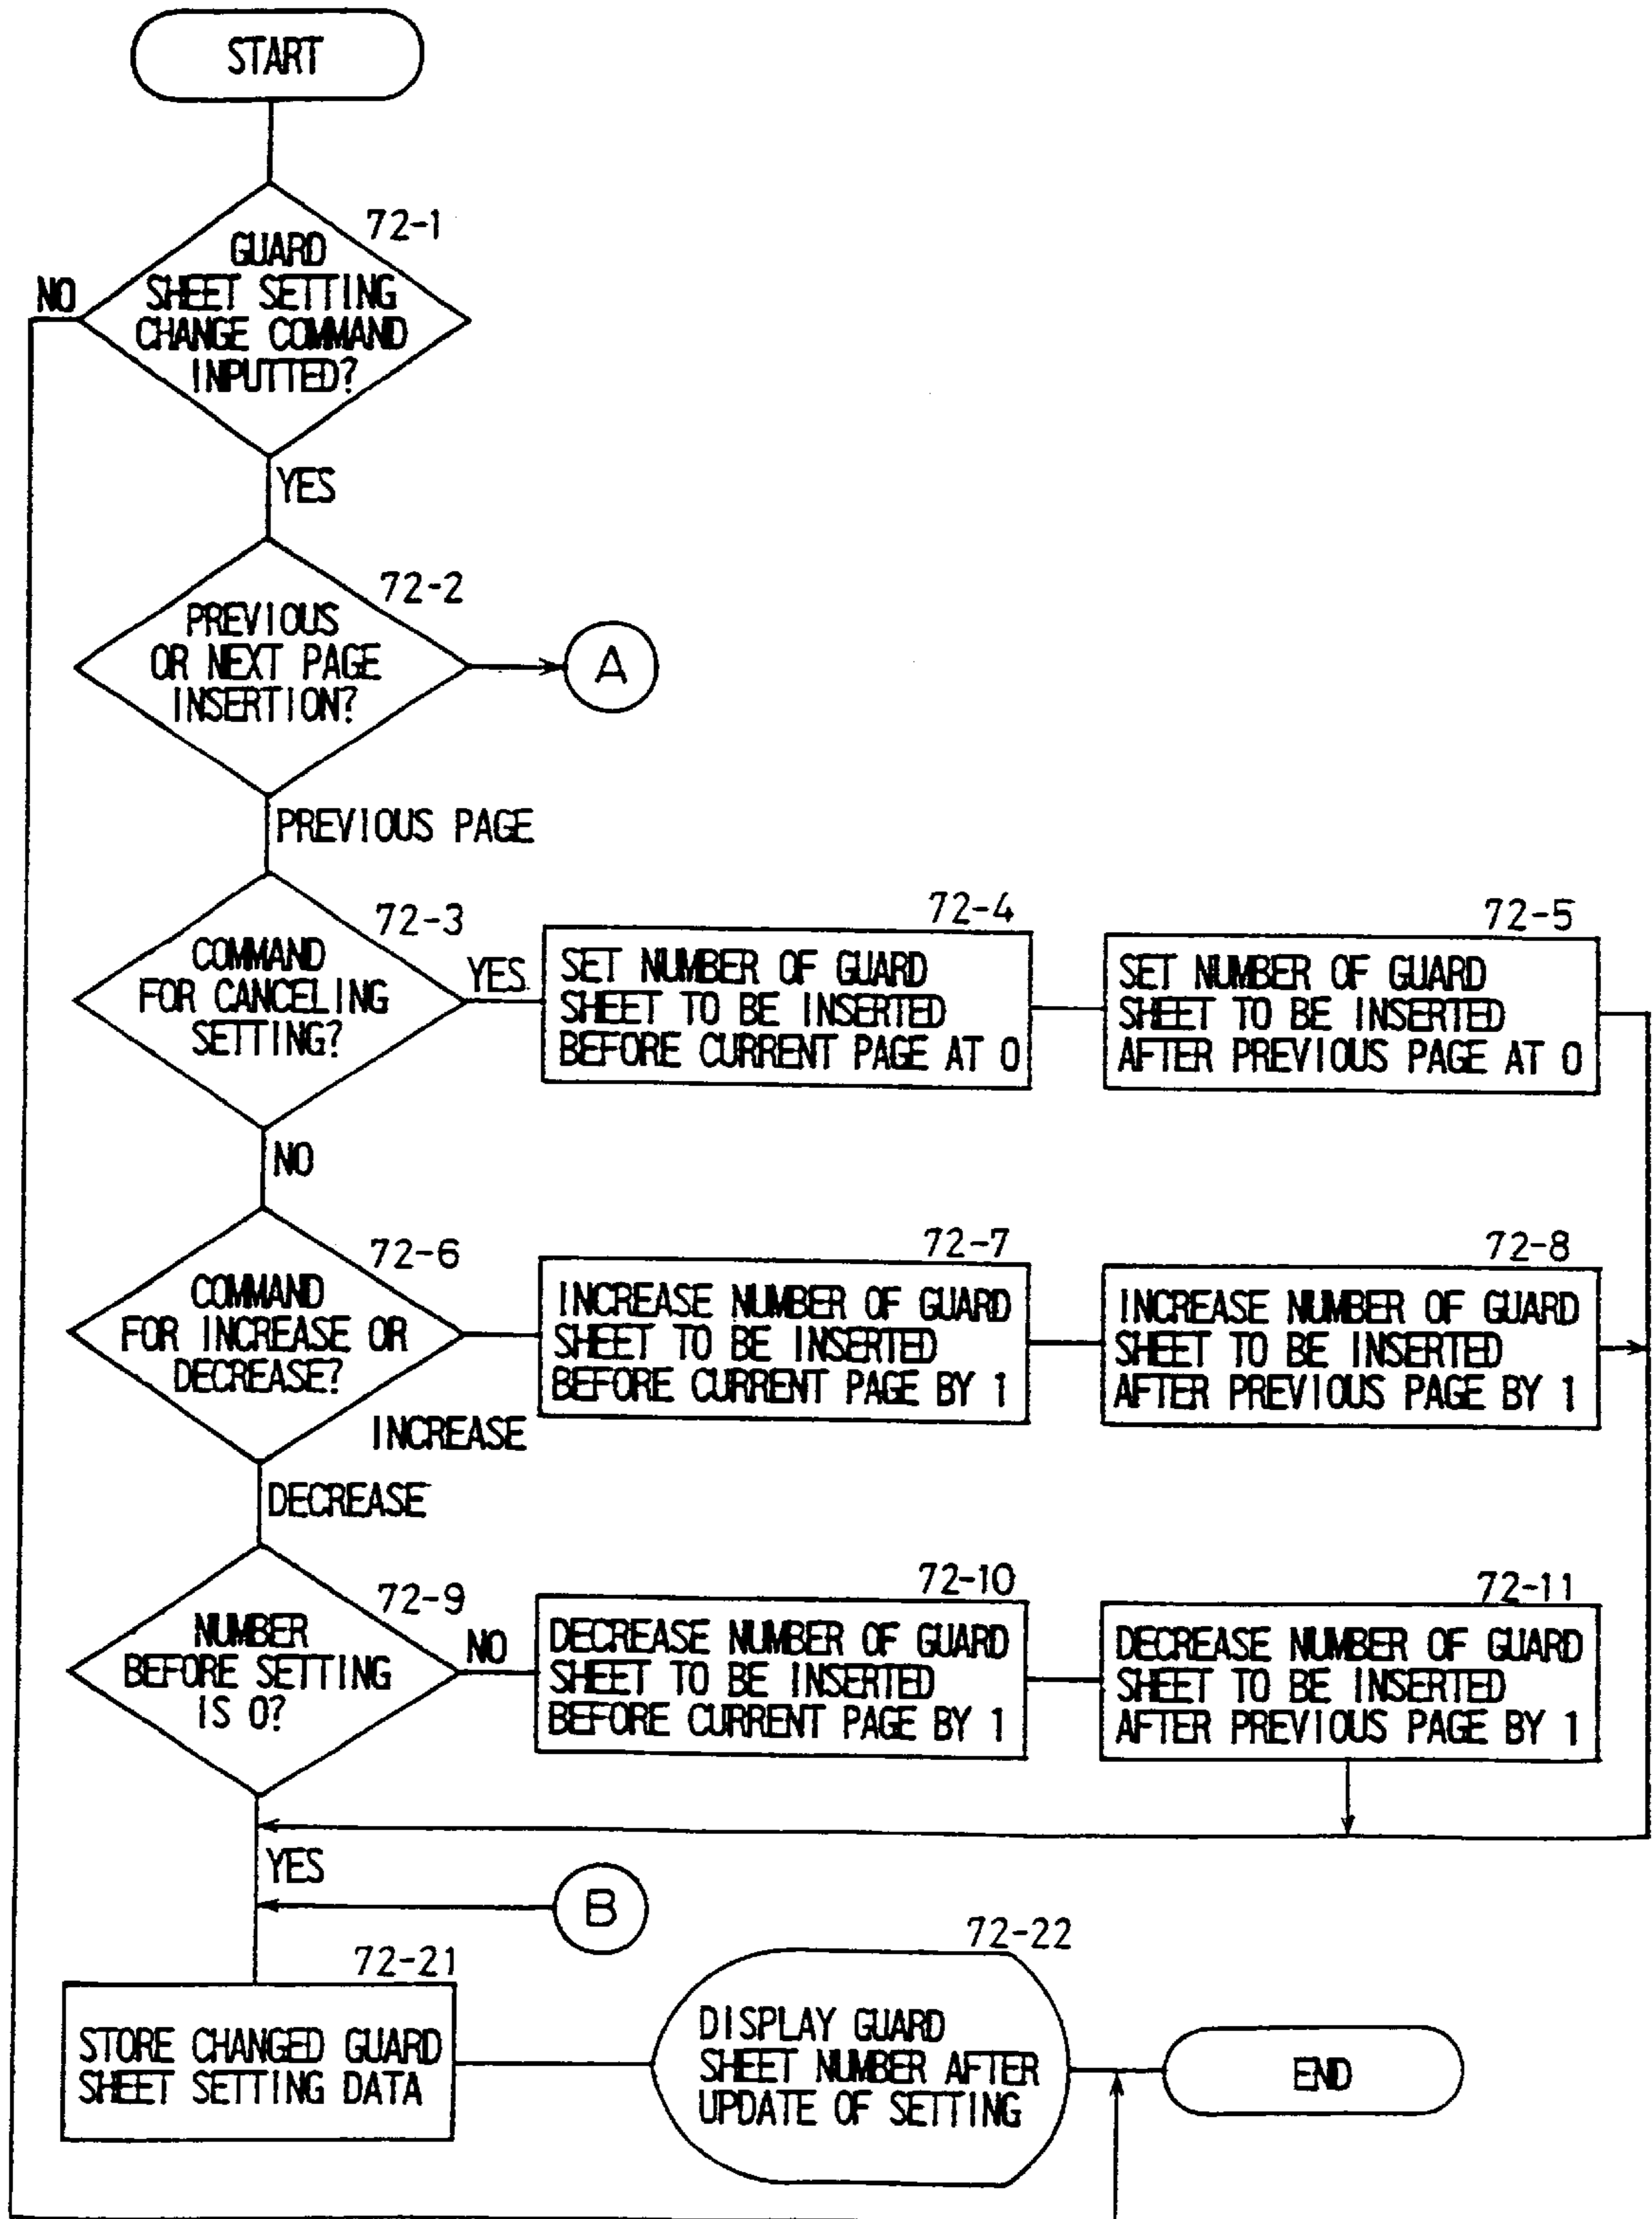 START
72-1
GUARD
SHEET SETTING
CHANGE COMMAND
INPUTTED?
NO
YES
72-2
PREVIOUS
OR NEXT PAGE
INSERTION?
A
PREVIOUS PAGE
72-3
COMMAND
FOR CANCELING
SETTING?
YES
72-4
SET NUMBER OF GUARD
SHEET TO BE INSERTED
BEFORE CURRENT PAGE AT 0
72-5
SET NUMBER OF GUARD
SHEET TO BE INSERTED
AFTER PREVIOUS PAGE AT 0
NO
72-6
COMMAND
FOR INCREASE OR
DECREASE?
INCREASE
72-7
INCREASE NUMBER OF GUARD
SHEET TO BE INSERTED
BEFORE CURRENT PAGE BY 1
72-8
INCREASE NUMBER OF GUARD
SHEET TO BE INSERTED
AFTER PREVIOUS PAGE BY 1
DECREASE
72-9
NUMBER
BEFORE SETTING
IS 0?
NO
72-10
DECREASE NUMBER OF GUARD
SHEET TO BE INSERTED
BEFORE CURRENT PAGE BY 1
72-11
DECREASE NUMBER OF GUARD
SHEET TO BE INSERTED
AFTER PREVIOUS PAGE BY 1
YES
B
72-21
STORE CHANGED GUARD
SHEET SETTING DATA
72-22
DISPLAY GUARD
SHEET NUMBER AFTER
UPDATE OF SETTING
END